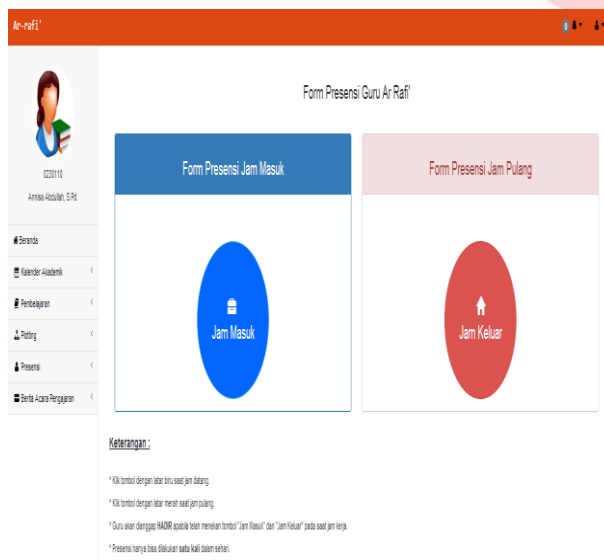 Ar-rafi'
0
Form Presensi Guru Ar Rafi'
0230110
Annisa Abdullah, S.Pd.
Beranda
Kalender Akademik
Pembelajaran
Plotting
Presensi
Berita Acara Pengajaran
Form Presensi Jam Masuk
Jam Masuk
Form Presensi Jam Pulang
Jam Keluar
Keterangan :
* Klik tombol dengan latar biru saat jam datang.
* Klik tombol dengan latar merah saat jam pulang.
* Guru akan dianggap HADIR apabila telah menekan tombol "Jam Masuk" dan "Jam Keluar" pada saat jam kerja.
* Presensi hanya bisa dilakukan satu kali dalam sehari.